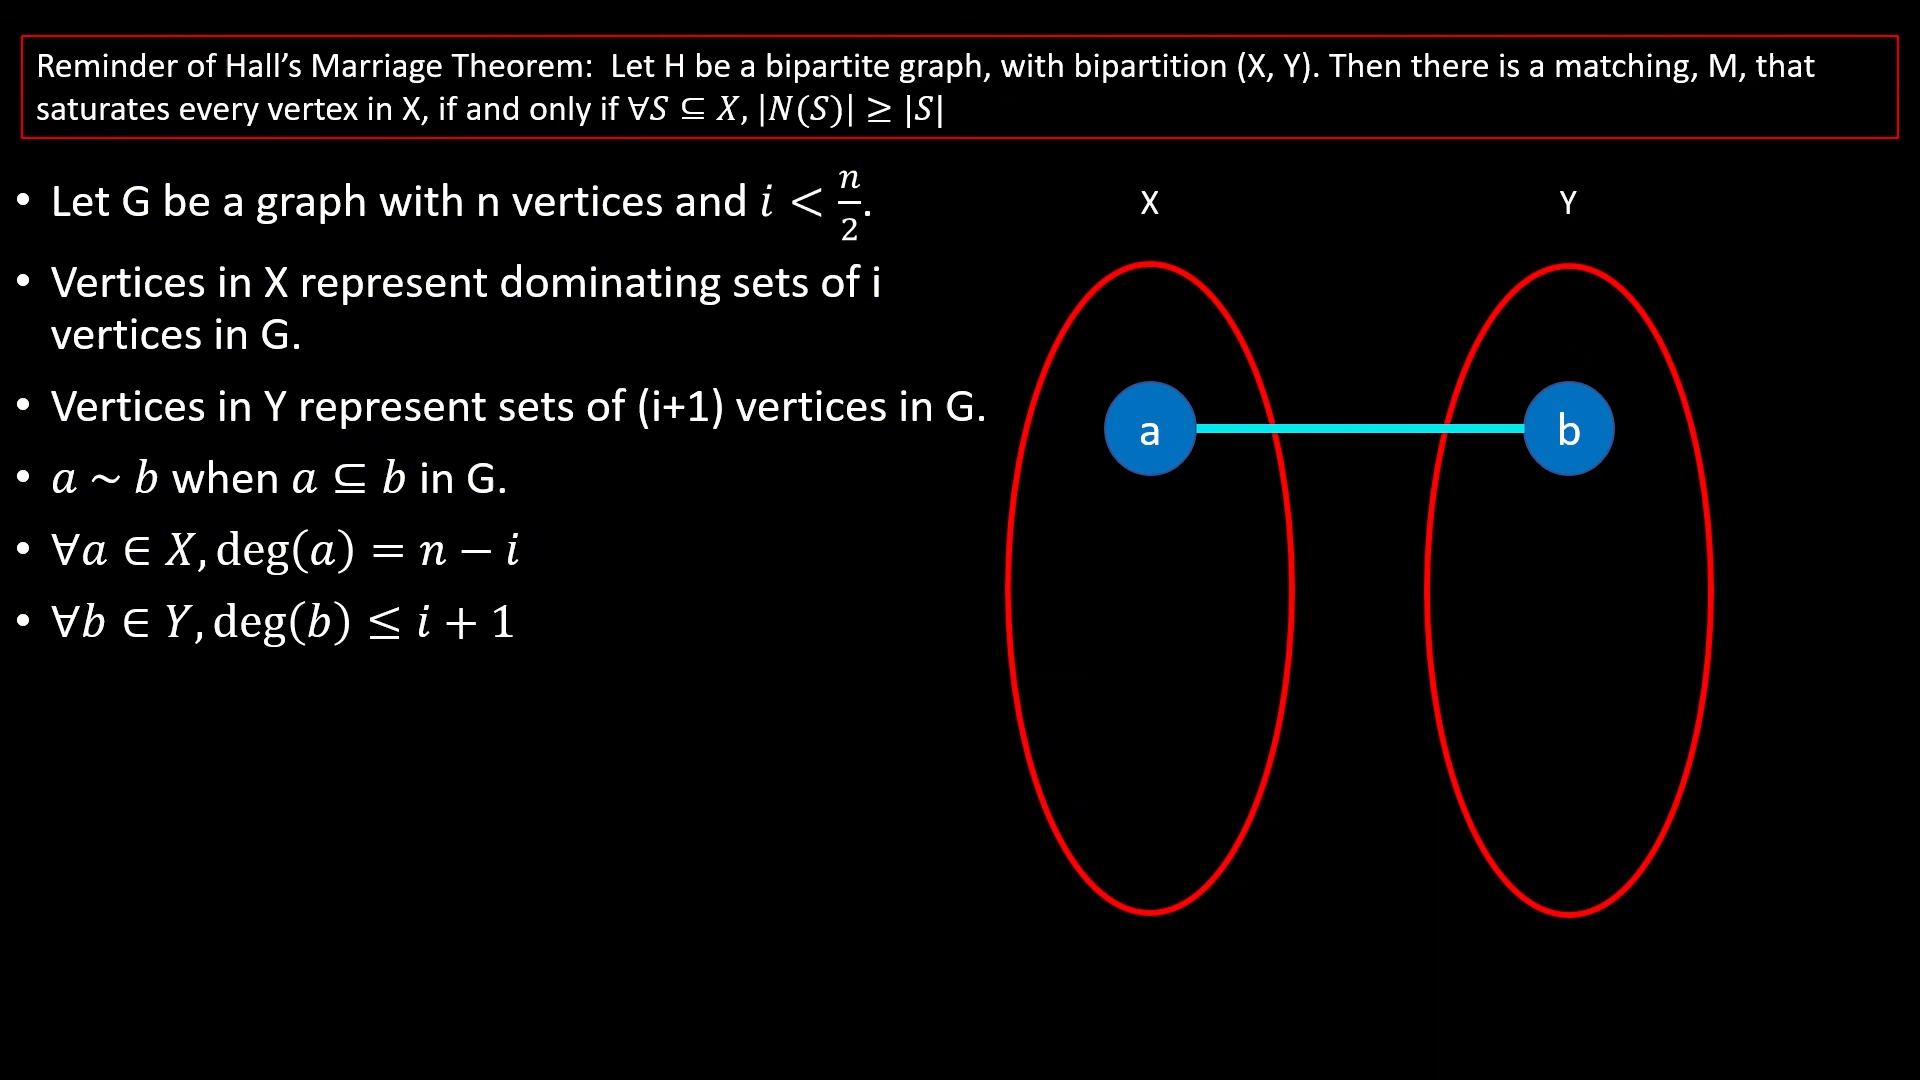 Reminder of Hall’s Marriage Theorem:  Let H be a bipartite graph, with bipartition (X, Y). Then there is a matching, M, that
saturates every vertex in X, if and only if ∀𝑆 ⊆ 𝑋, |𝑁(𝑆)| ≥ |𝑆|
• Let G be a graph with n vertices and 𝑖 < 𝑛/2.
• Vertices in X represent dominating sets of i
vertices in G.
• Vertices in Y represent sets of (i+1) vertices in G.
• 𝑎 ~ 𝑏 when 𝑎 ⊆ 𝑏 in G.
• ∀𝑎 ∈ 𝑋, deg(𝑎) = 𝑛 − 𝑖
• ∀𝑏 ∈ 𝑌, deg(𝑏) ≤ 𝑖 + 1
X
Y
a
b